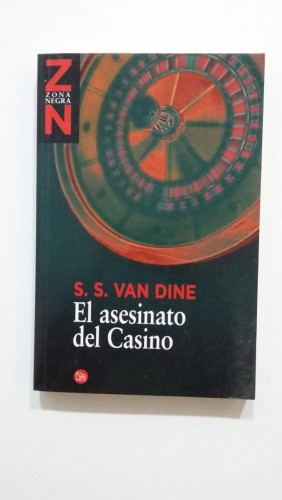 Z
ZONA
NEGRA
N
S. S. VAN DINE
El asesinato
del Casino